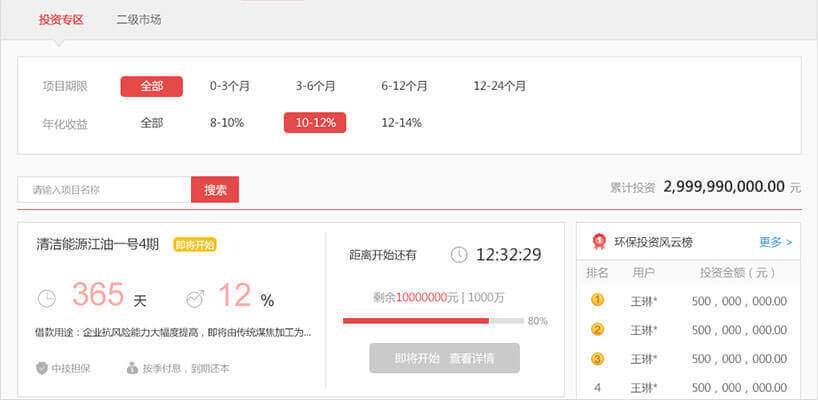 投资专区 二级市场
项目期限 全部 0-3个月 3-6个月 6-12个月 12-24个月
年化收益 全部 8-10% 10-12% 12-14%
请输入项目名称 搜索 累计投资 2,999,990,000.00 元
清洁能源江油一号4期 即将开始
365 天 12 %
借款用途：企业抗风险能力大幅度提高，即将由传统煤焦加工为...
中技担保 按季付息，到期还本
距离开始还有 12:32:29
剩余10000000元 | 1000万
80%
即将开始 查看详情
1 环保投资风云榜 更多 >
排名 用户 投资金额（元）
1 王琳* 500，000，000.00
2 王琳* 500，000，000.00
3 王琳* 500，000，000.00
4 王琳* 500，000，000.00